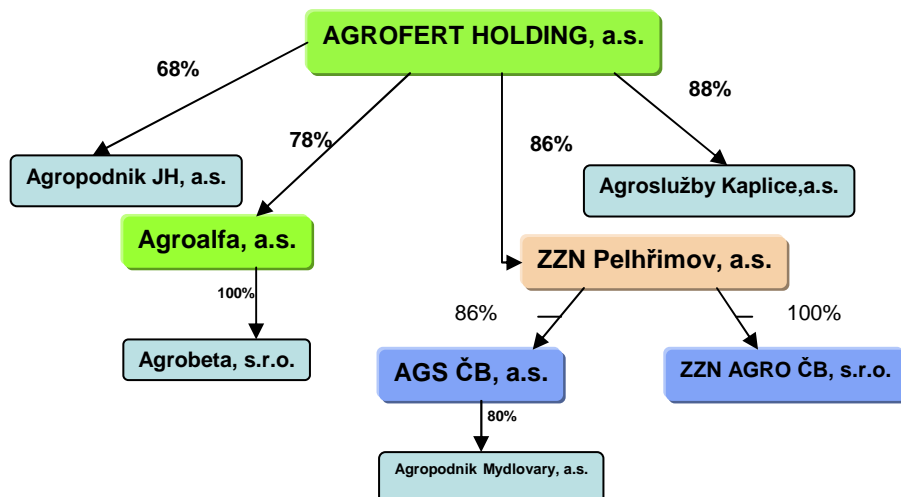 AGROFERT HOLDING, a.s.
68%
88%
78%
86%
Agropodnik JH, a.s.
Agroslužby Kaplice,a.s.
Agroalfa, a.s.
ZZN Pelhřimov, a.s.
100%
86%
100%
Agrobeta, s.r.o.
AGS ČB, a.s.
ZZN AGRO ČB, s.r.o.
80%
Agropodnik Mydlovary, a.s.